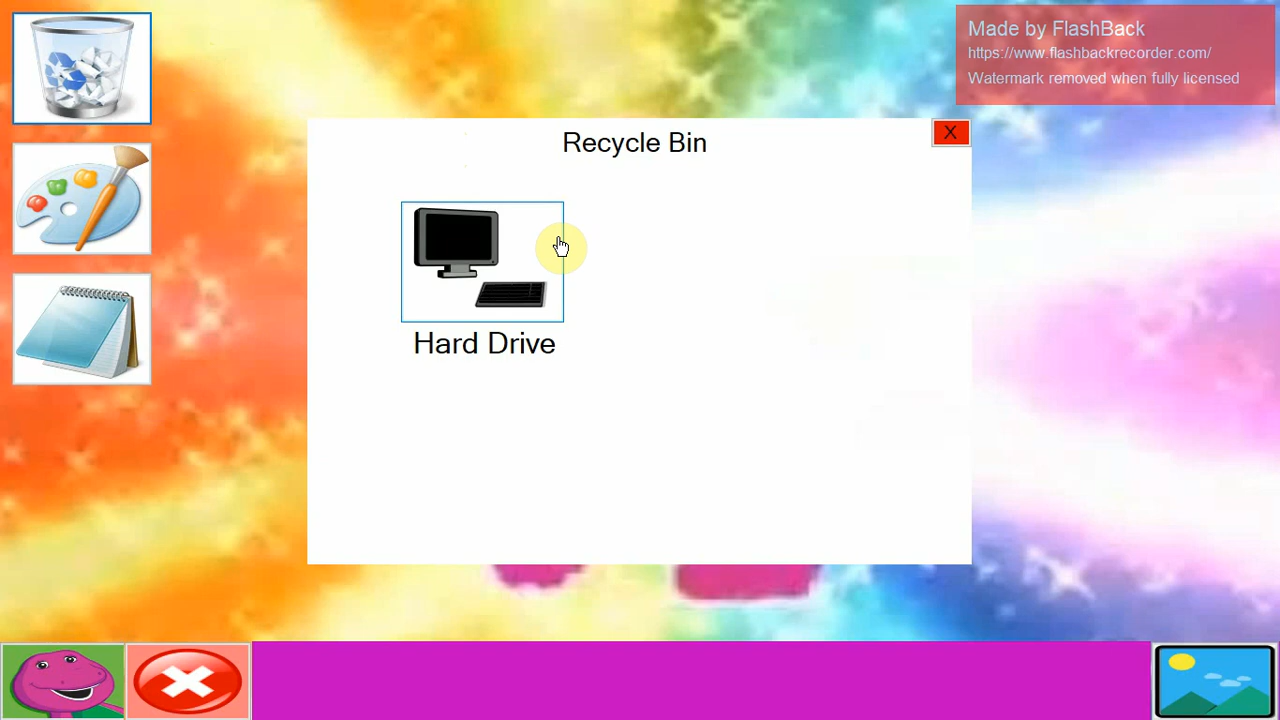 Made by FlashBack
https://www.flashbackrecorder.com/
Watermark removed when fully licensed
Recycle Bin
X
Hard Drive